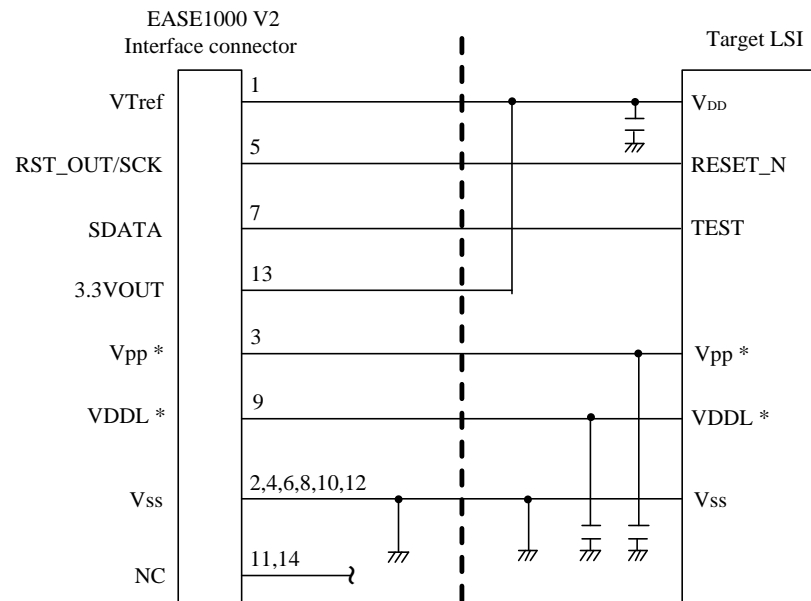 EASE1000 V2
Interface connector
Target LSI
VTref
1
VDD
RST_OUT/SCK
5
RESET_N
SDATA
7
TEST
3.3VOUT
13
Vpp *
3
Vpp *
VDDL *
9
VDDL *
Vss
2,4,6,8,10,12
Vss
NC
11,14